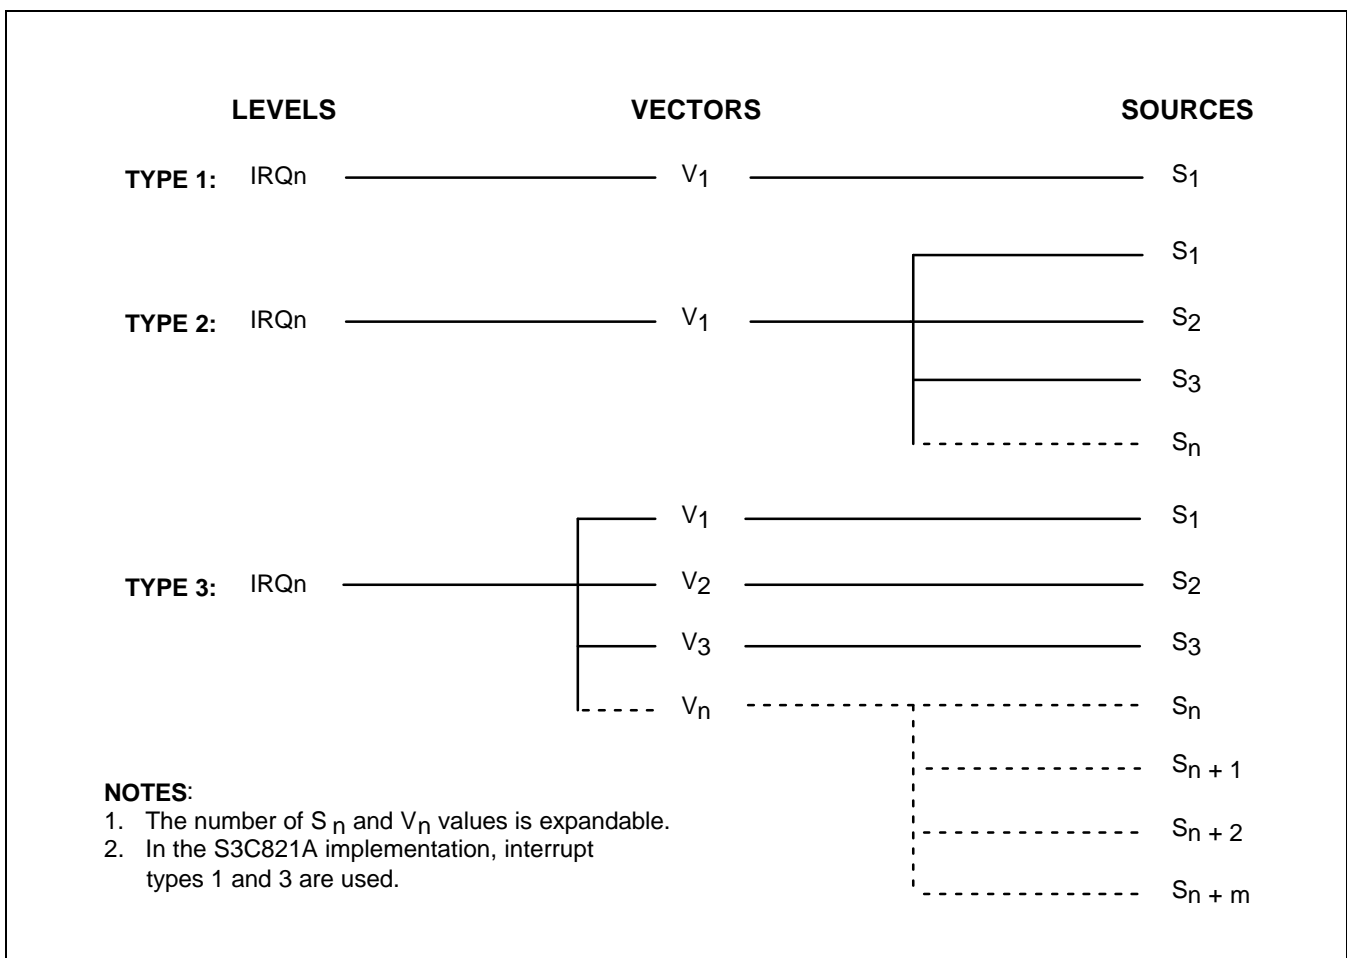 LEVELS VECTORS SOURCES
TYPE 1: IRQn V1 S1
S1
TYPE 2: IRQn V1 S2
S3
Sn
V1 S1
TYPE 3: IRQn V2 S2
V3 S3
Vn Sn
Sn + 1
Sn + 2
Sn + m
NOTES:
1. The number of S n and Vn values is expandable.
2. In the S3C821A implementation, interrupt
types 1 and 3 are used.